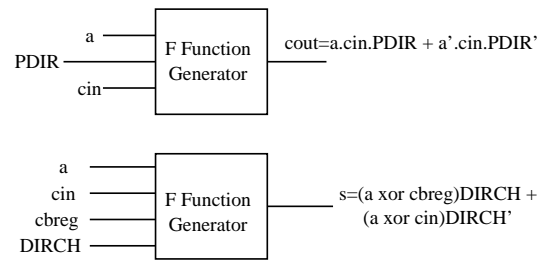 a
PDIR
cin
F Function
Generator
cout=a.cin.PDIR + a'.cin.PDIR'
a
cin
cbreg
DIRCH
F Function
Generator
s=(a xor cbreg)DIRCH +
(a xor cin)DIRCH'